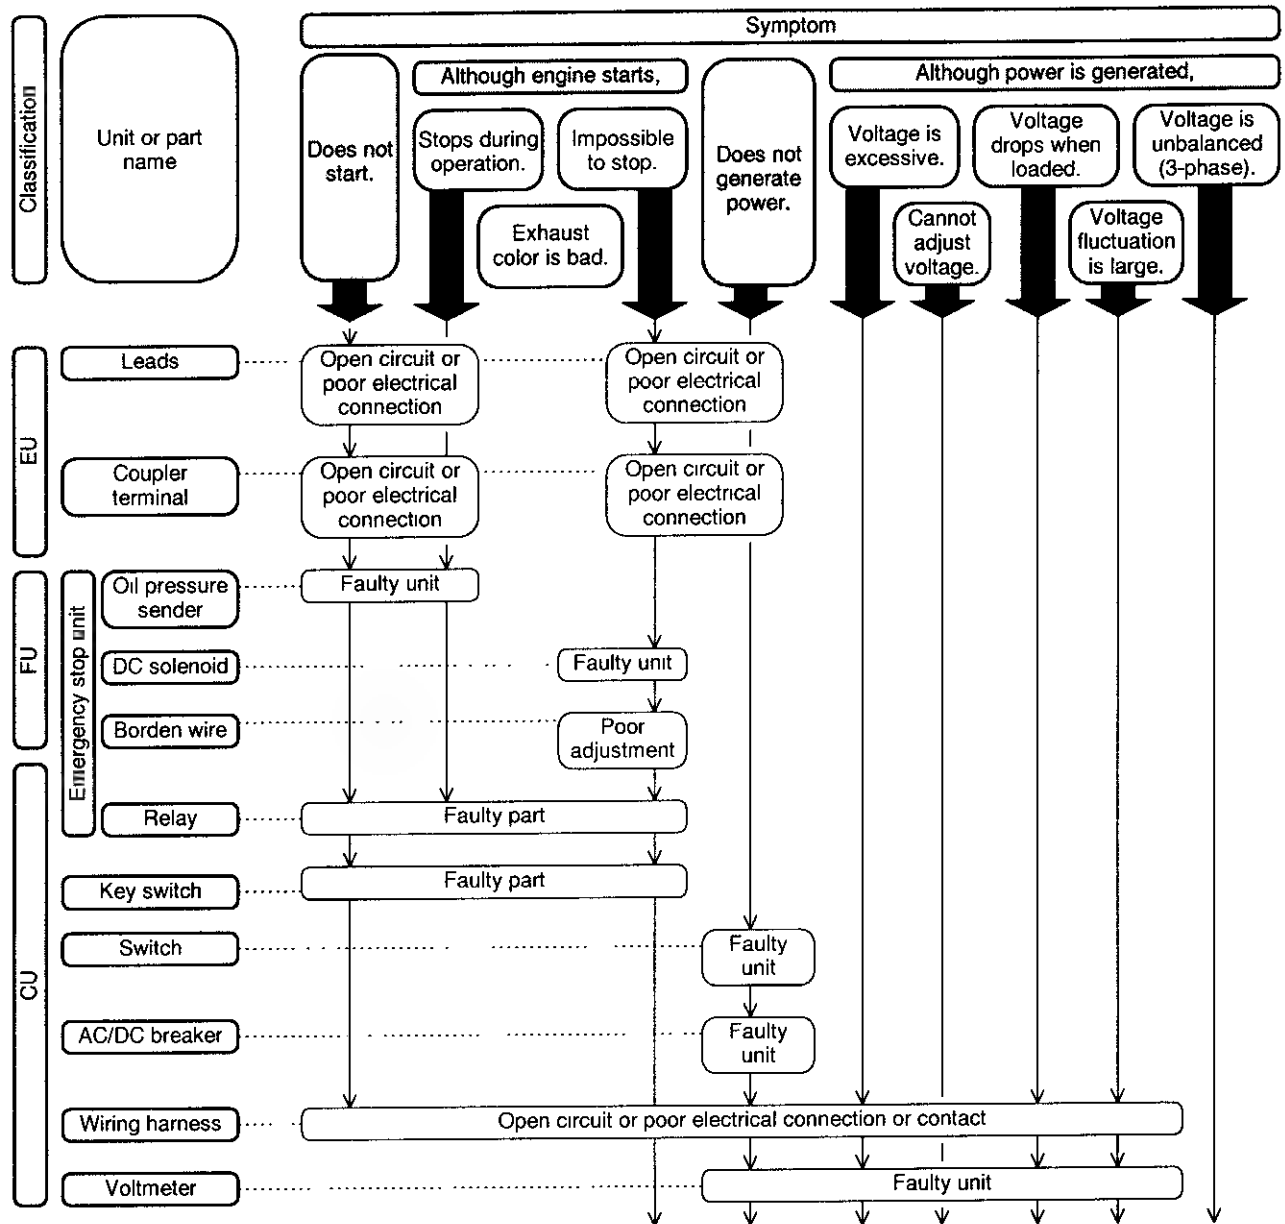 Symptom
Classification
Unit or part
name
Does not
start.
Although engine starts,
Stops during
operation.
Impossible
to stop.
Exhaust
color is bad.
Does not
generate
power.
Although power is generated,
Voltage is
excessive.
Voltage
drops when
loaded.
Voltage is
unbalanced
(3-phase).
Cannot
adjust
voltage.
Voltage
fluctuation
is large.
EU
Leads
Open circuit or
poor electrical
connection
Open circuit or
poor electrical
connection
Coupler
terminal
Open circuit or
poor electrical
connection
Open circuit or
poor electrical
connection
FU
Emergency stop unit
Oil pressure
sender
Faulty unit
DC solenoid
Faulty unit
Borden wire
Poor
adjustment
CU
Relay
Faulty part
Key switch
Faulty part
Switch
Faulty
unit
AC/DC breaker
Faulty
unit
Wiring harness
Open circuit or poor electrical connection or contact
Voltmeter
Faulty unit